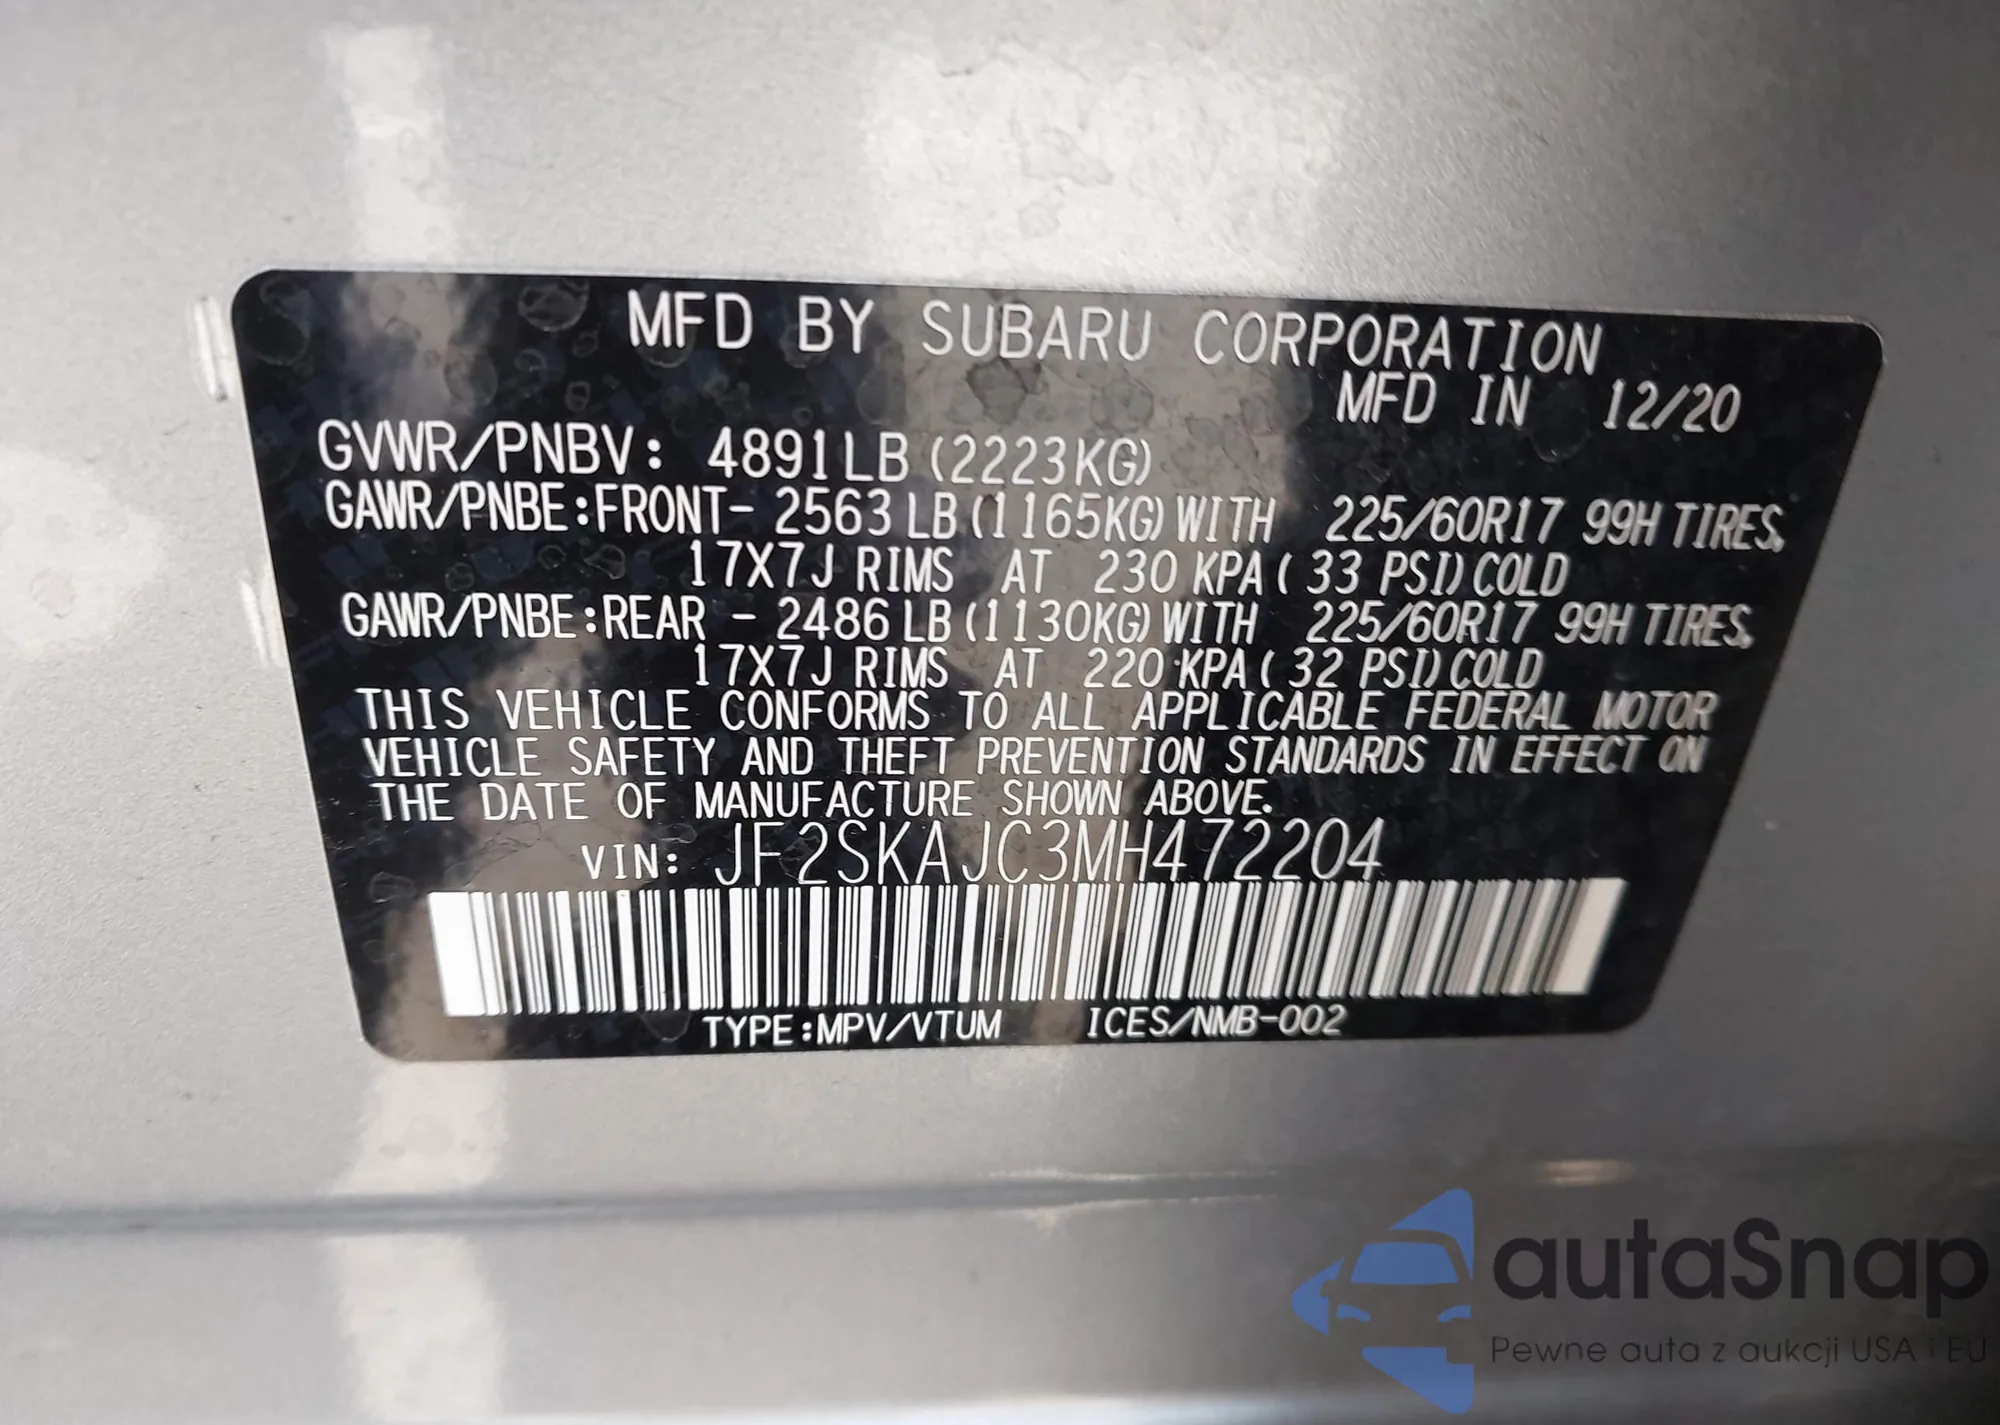 MFD BY SUBARU CORPORATION
MFD IN 12/20
GVWR/PNBV: 4891LB (2223KG)
GAWR/PNBE:FRONT- 2563 LB (1165KG) WITH 225/60R17 99H TIRES,
17X7J RIMS AT 230 KPA ( 33 PSI) COLD
GAWR/PNBE:REAR - 2486 LB (1130KG) WITH 225/60R17 99H TIRES,
17X7J RIMS AT 220 KPA ( 32 PSI) COLD
THIS VEHICLE CONFORMS TO ALL APPLICABLE FEDERAL MOTOR
VEHICLE SAFETY AND THEFT PREVENTION STANDARDS IN EFFECT ON
THE DATE OF MANUFACTURE SHOWN ABOVE.
VIN: JF2SKAJC3MH472204
TYPE:MPV/VTUM ICES/NMB-002
autaSnap
Pewne auta z aukcji USA i EU